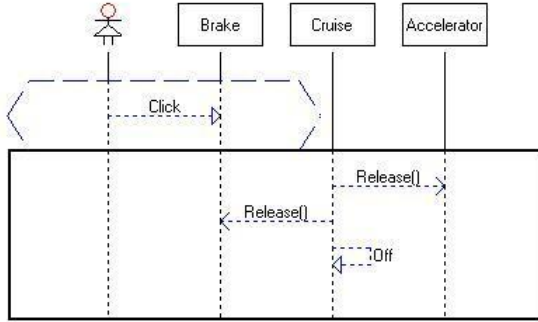 Brake
Cruise
Accelerator
Click
Release()
Release()
Off